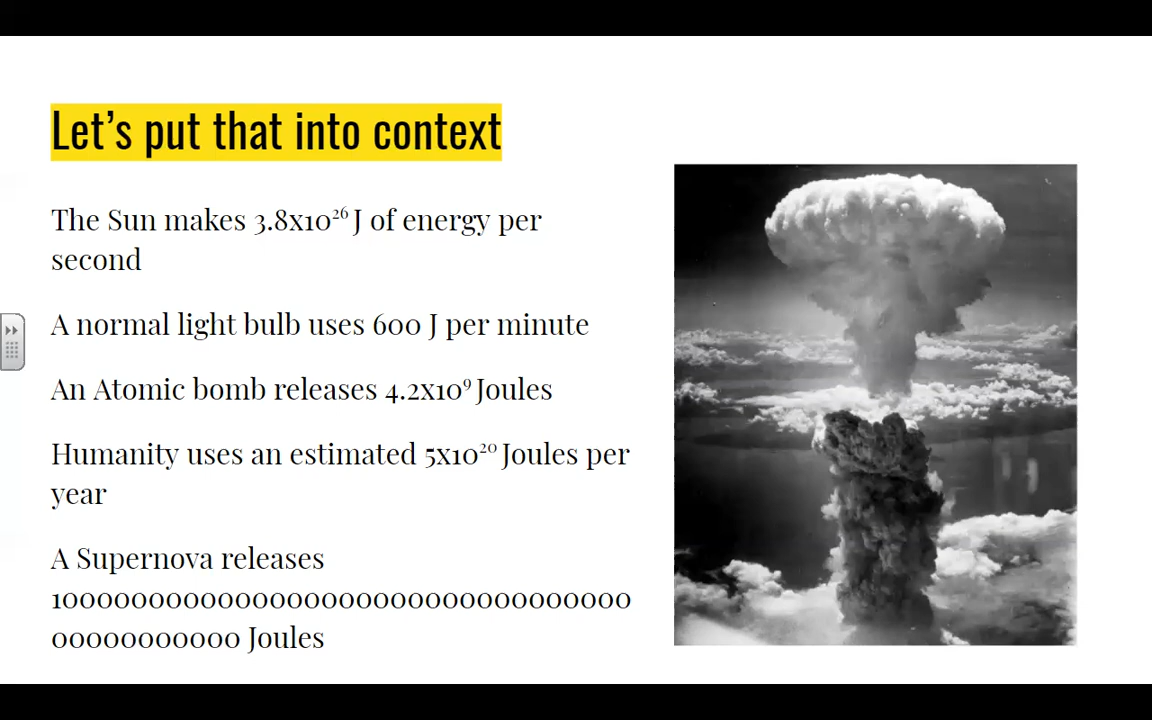 Let's put that into context
The Sun makes 3.8x10²⁶ J of energy per
second
A normal light bulb uses 600 J per minute
An Atomic bomb releases 4.2x10⁹ Joules
Humanity uses an estimated 5x10²⁰ Joules per
year
A Supernova releases
1000000000000000000000000000000000
00000000000 Joules